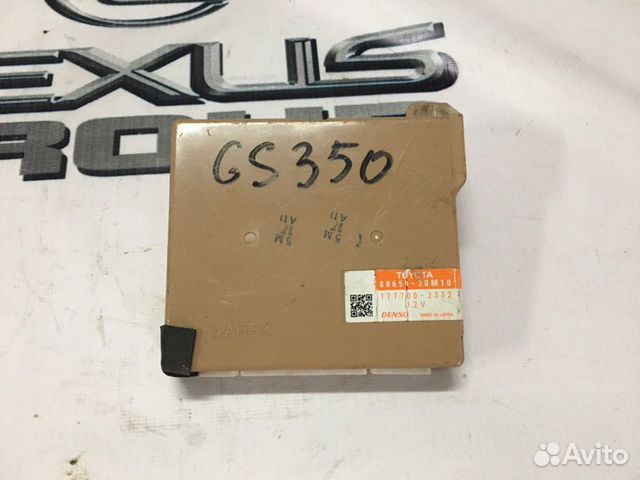 EXUS
GS350
TOYOTA
88650-30M10
177700-2332
12V
DENSO MADE IN JAPAN
>ABS<
Avito